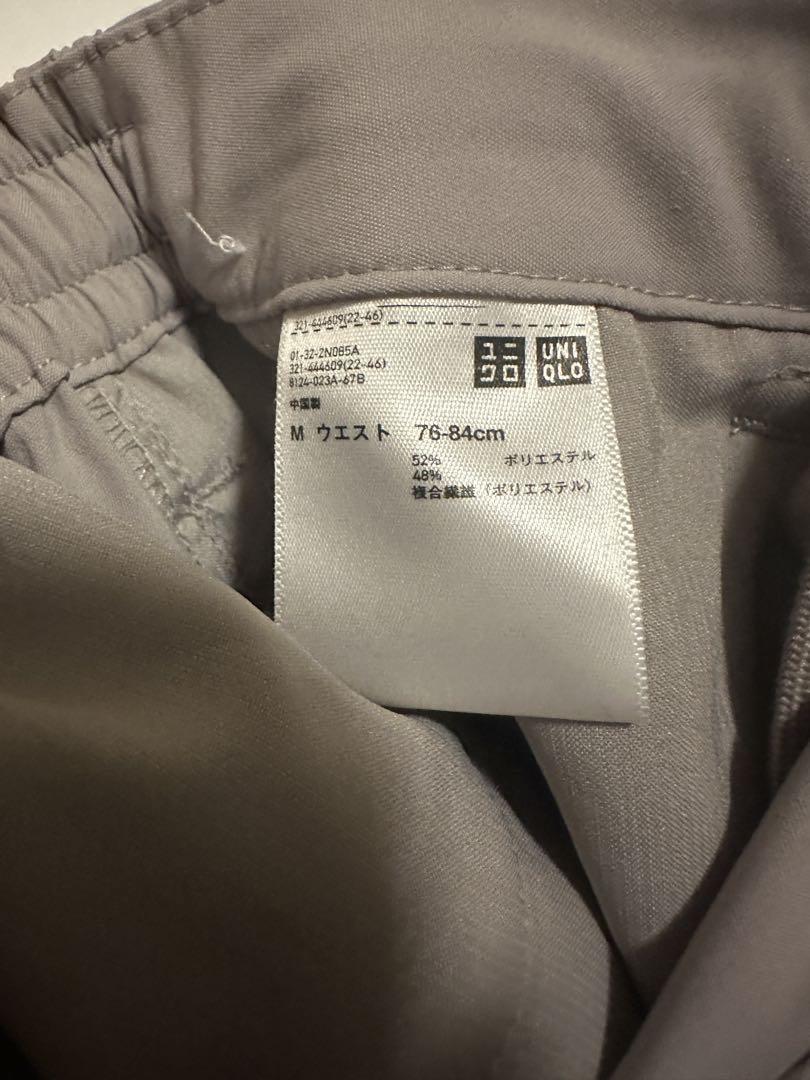 321-444609(22-46)
01-32-2N085A
321-444609(22-46)
8124-023A-67B
ユニ
クロ
UNI
QLO
中国製
M ウエスト 76-84cm
52% ポリエステル
48%
複合繊維 (ポリエステル)